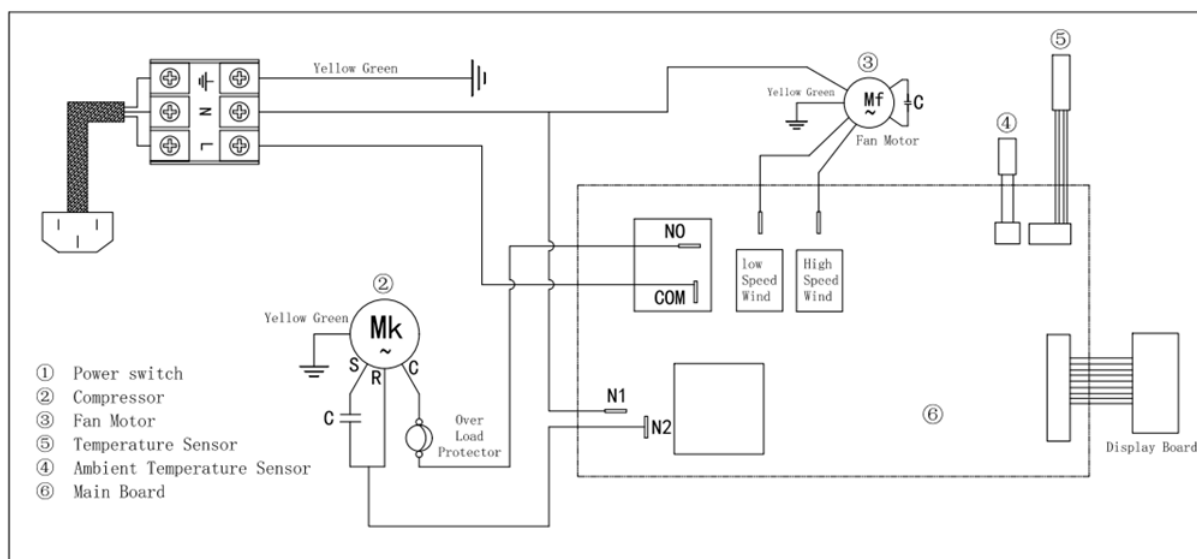 Yellow Green
N
L
③
Yellow Green
Mf
~
C
Fan Motor
⑤
④
NO
COM
low
Speed
Wind
High
Speed
Wind
②
Yellow Green
Mk
~
S
R
C
C
Over
Load
Protector
N1
N2
⑥
Display Board
① Power switch
② Compressor
③ Fan Motor
⑤ Temperature Sensor
④ Ambient Temperature Sensor
⑥ Main Board